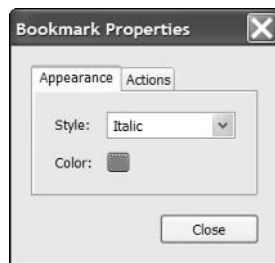 Bookmark Properties
Appearance Actions
Style: Italic
Color:
Close